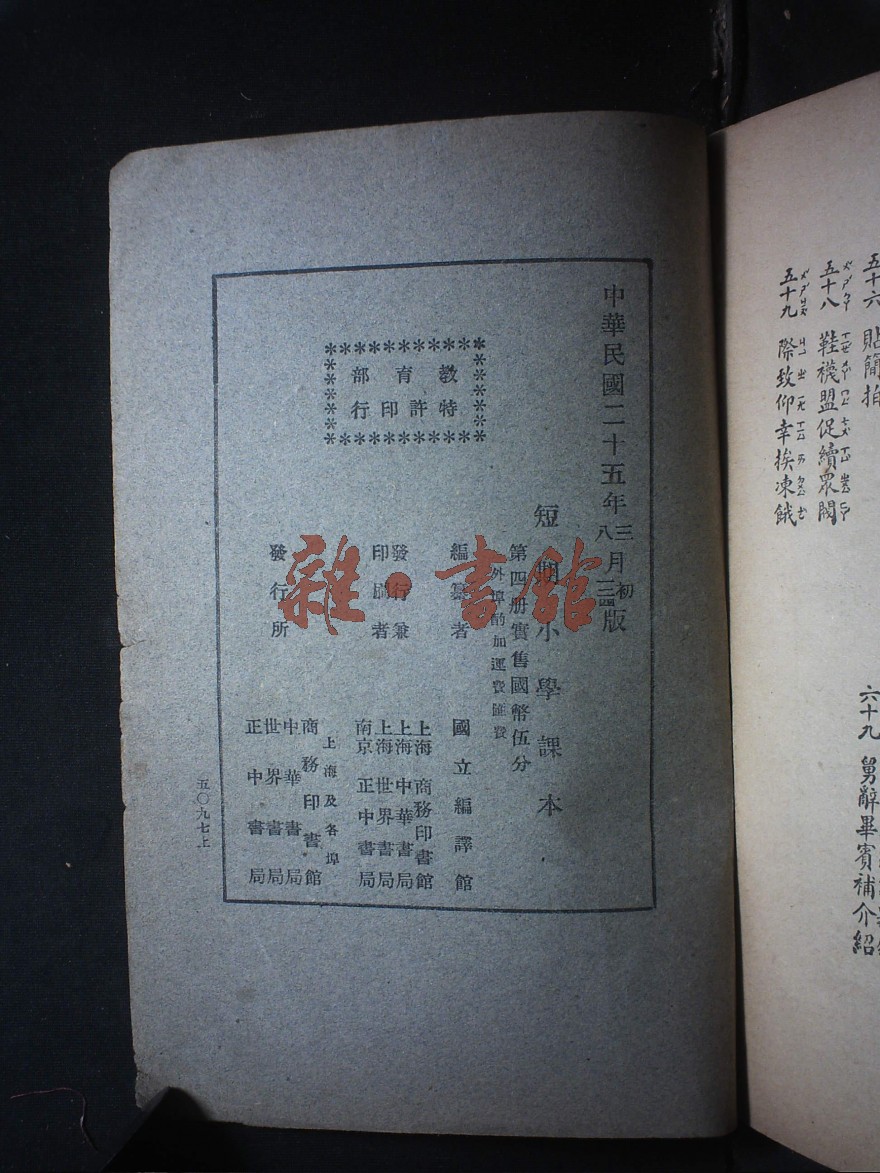 五十六 貼簡拍
五十八 鞋襪盟促續眾閥
五十九 際致仰幸挨凍餓
六十九 舅辭畢賓補介紹
中華民國二十五年三月初版
八 三四
短期小學課本
第四册實售國幣伍分
外埠酌加運費匯費
教育部
特許印行
編纂者 國立編譯館
發行兼印刷者
上海商務印書館
上海中華書局
上海世界書局
南京正中書局
發行所
上海及各埠
商務印書館
中華書局
世界書局
正中書局
五〇九七上
雜·書館